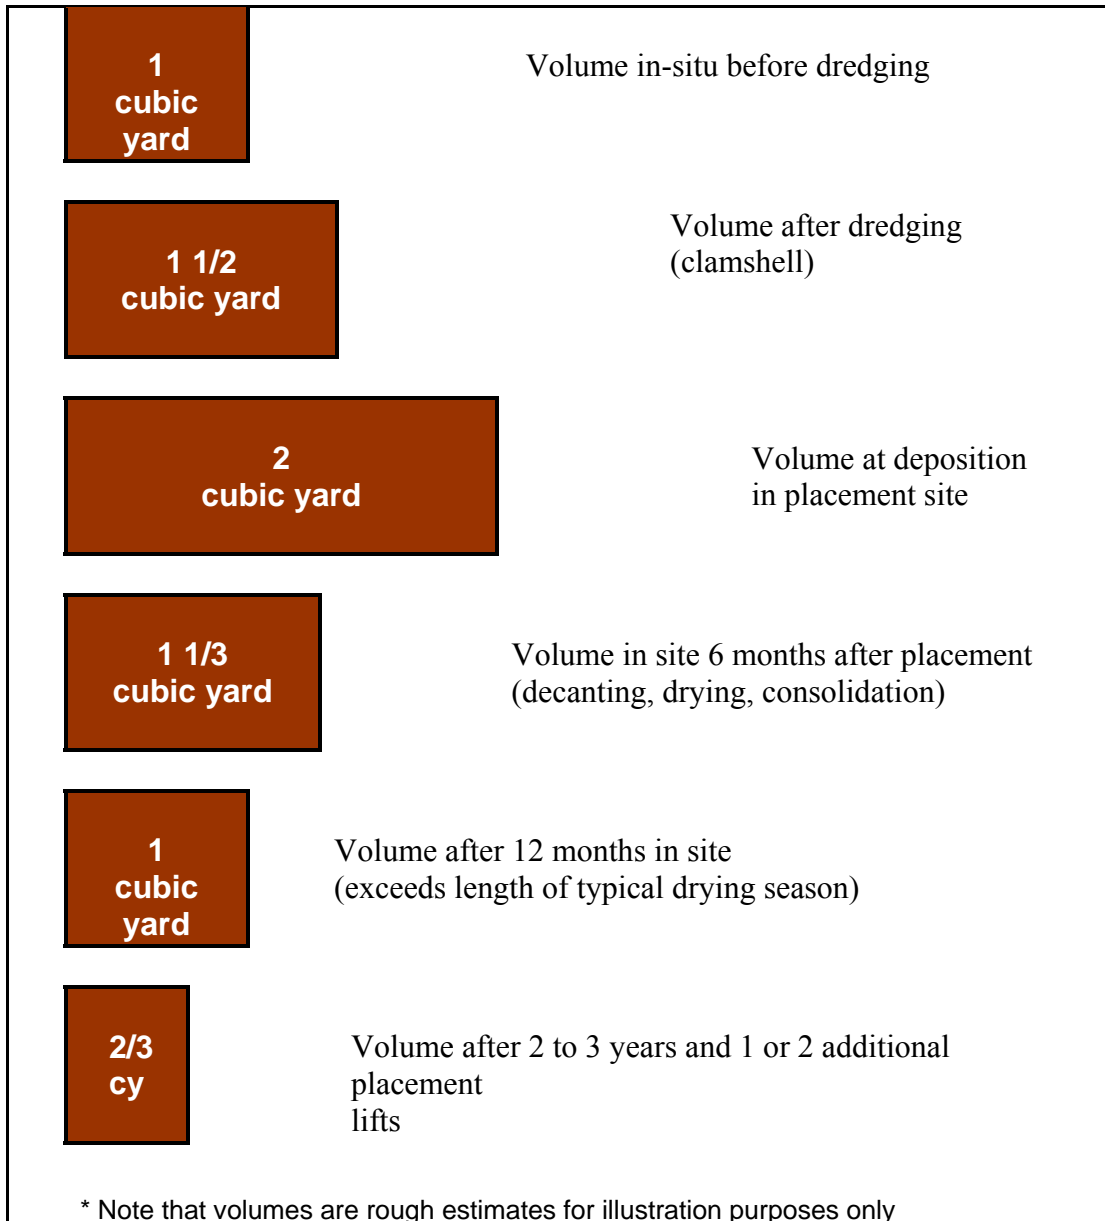 1
cubic
yard
Volume in-situ before dredging
1 1/2
cubic yard
Volume after dredging
(clamshell)
2
cubic yard
Volume at deposition
in placement site
1 1/3
cubic yard
Volume in site 6 months after placement
(decanting, drying, consolidation)
1
cubic
yard
Volume after 12 months in site
(exceeds length of typical drying season)
2/3
cy
Volume after 2 to 3 years and 1 or 2 additional
placement
lifts
* Note that volumes are rough estimates for illustration purposes only